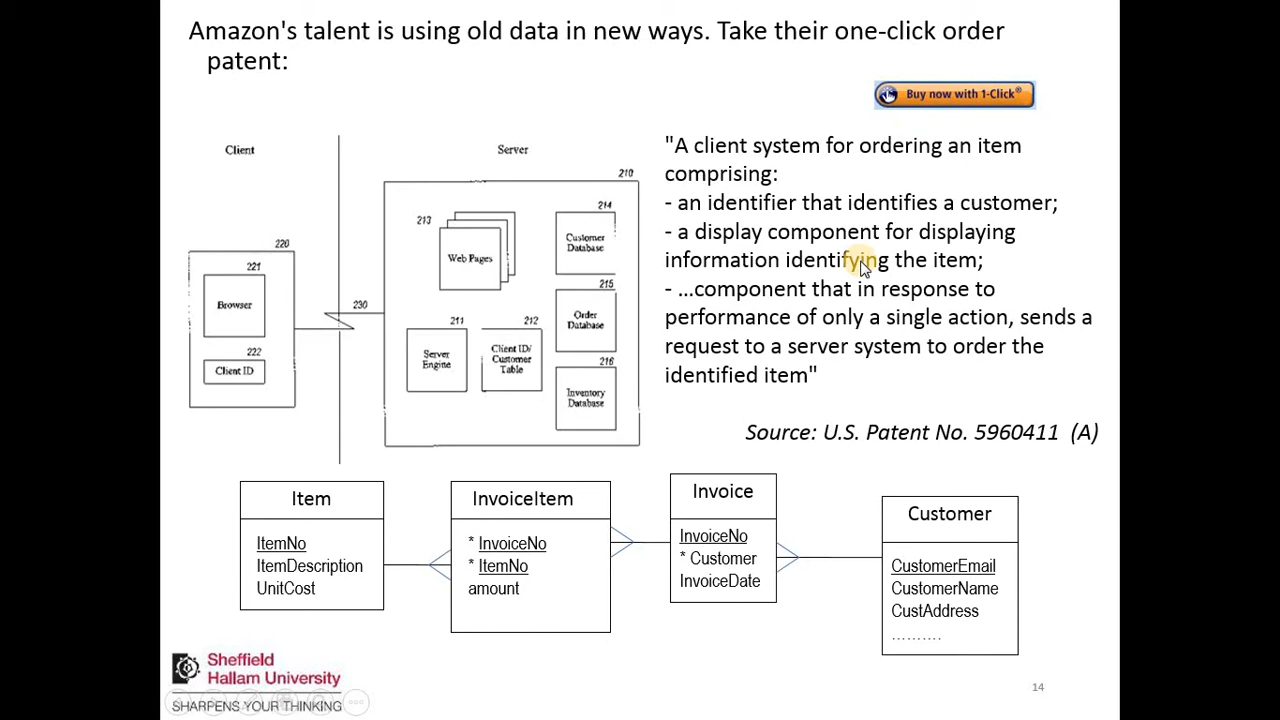 Amazon's talent is using old data in new ways. Take their one-click order
patent:
Buy now with 1-Click®
Client
Server
210
213
Web Pages
214
Customer
Database
220
221
Browser
222
Client ID
230
211
Server
Engine
212
Client ID/
Customer
Table
215
Order
Database
216
Inventory
Database
"A client system for ordering an item
comprising:
- an identifier that identifies a customer;
- a display component for displaying
information identifying the item;
- ...component that in response to
performance of only a single action, sends a
request to a server system to order the
identified item"
Source: U.S. Patent No. 5960411 (A)
Item
ItemNo
ItemDescription
UnitCost
InvoiceItem
* InvoiceNo
* ItemNo
amount
Invoice
InvoiceNo
* Customer
InvoiceDate
Customer
CustomerEmail
CustomerName
CustAddress
..........
Sheffield
Hallam University
SHARPENS YOUR THINKING
14